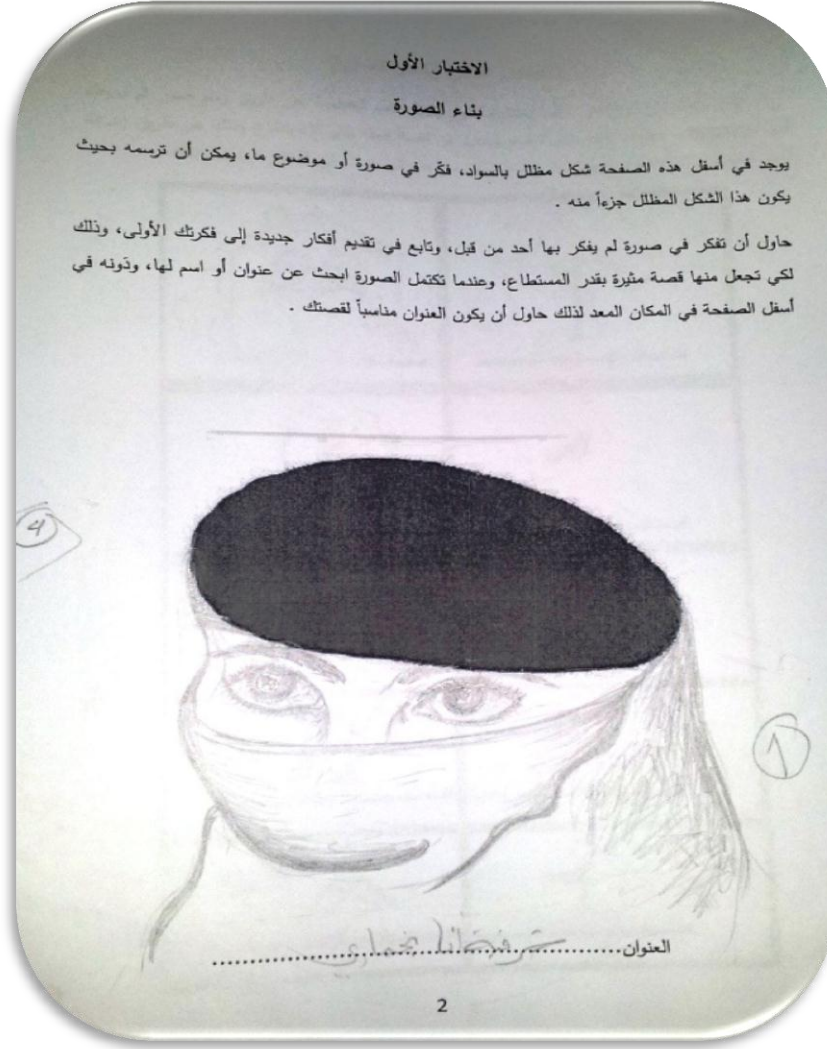 الاختبار الأول
بناء الصورة
يوجد في أسفل هذه الصفحة شكل مظلل بالسواد، فكّر في صورة أو موضوع ما، يمكن أن ترسمه بحيث
يكون هذا الشكل المظلل جزءاً منه .
حاول أن تفكر في صورة لم يفكر بها أحد من قبل، وتابع في تقديم أفكار جديدة إلى فكرتك الأولى، وذلك
لكي تجعل منها قصة مثيرة بقدر المستطاع، وعندما تكتمل الصورة ابحث عن عنوان أو اسم لها، ودونه في
أسفل الصفحة في المكان المعد لذلك حاول أن يكون العنوان مناسباً لقصتك .
4
1
العنوان ... انا بخماري
2